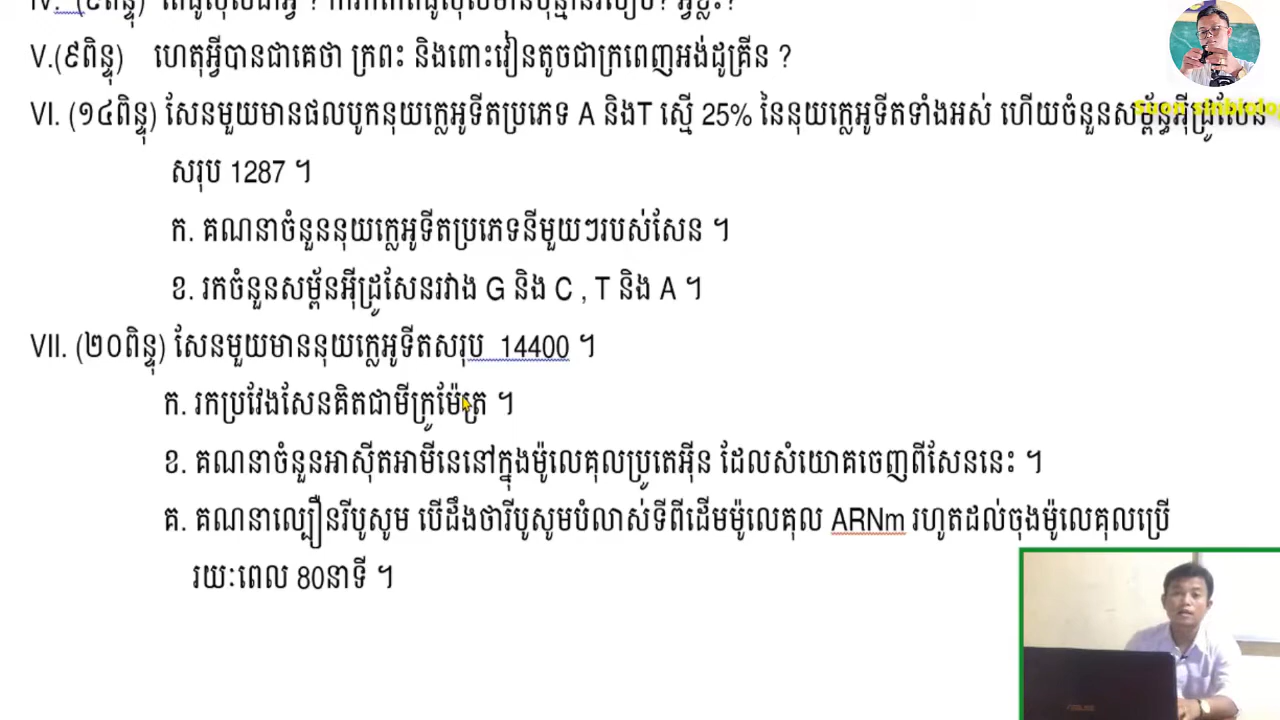 V.(៩ពិន្ទុ) ហេតុអ្វីបានជាគេថា ក្រពះ និងពោះវៀនតូចជាក្រពេញអង់ដូគ្រីន ?
VI. (១៤ពិន្ទុ) សែនមួយមានផលបូកនុយក្លេអូទីតប្រភេទ A និងT ស្មើ 25% នៃនុយក្លេអូទីតទាំងអស់ ហើយចំនួនសម្ព័ន្ធអ៊ីដ្រូសែន
សរុប 1287 ។
ក. គណនាចំនួននុយក្លេអូទីតប្រភេទនីមួយៗរបស់សែន ។
ខ. រកចំនួនសម្ព័នអ៊ីដ្រូសែនរវាង G និង C , T និង A ។
VII. (២០ពិន្ទុ) សែនមួយមាននុយក្លេអូទីតសរុប 14400 ។
ក. រកប្រវែងសែនគិតជាមីក្រូម៉ែត្រ ។
ខ. គណនាចំនួនអាស៊ីតអាមីនេនៅក្នុងម៉ូលេគុលប្រូតេអ៊ីន ដែលសំយោគចេញពីសែននេះ ។
គ. គណនាល្បឿនរីបូសូម បើដឹងថារីបូសូមបំលាស់ទីពីដើមម៉ូលេគុល ARNm រហូតដល់ចុងម៉ូលេគុលប្រើ
រយៈពេល 80នាទី ។